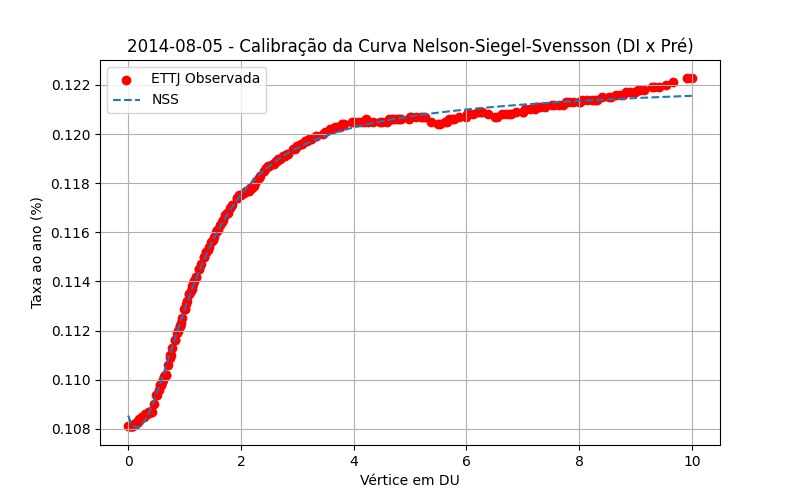 2014-08-05 - Calibração da Curva Nelson-Siegel-Svensson (DI x Pré)
ETTJ Observada
NSS
Taxa ao ano (%)
0.122
0.120
0.118
0.116
0.114
0.112
0.110
0.108
0 2 4 6 8 10
Vértice em DU